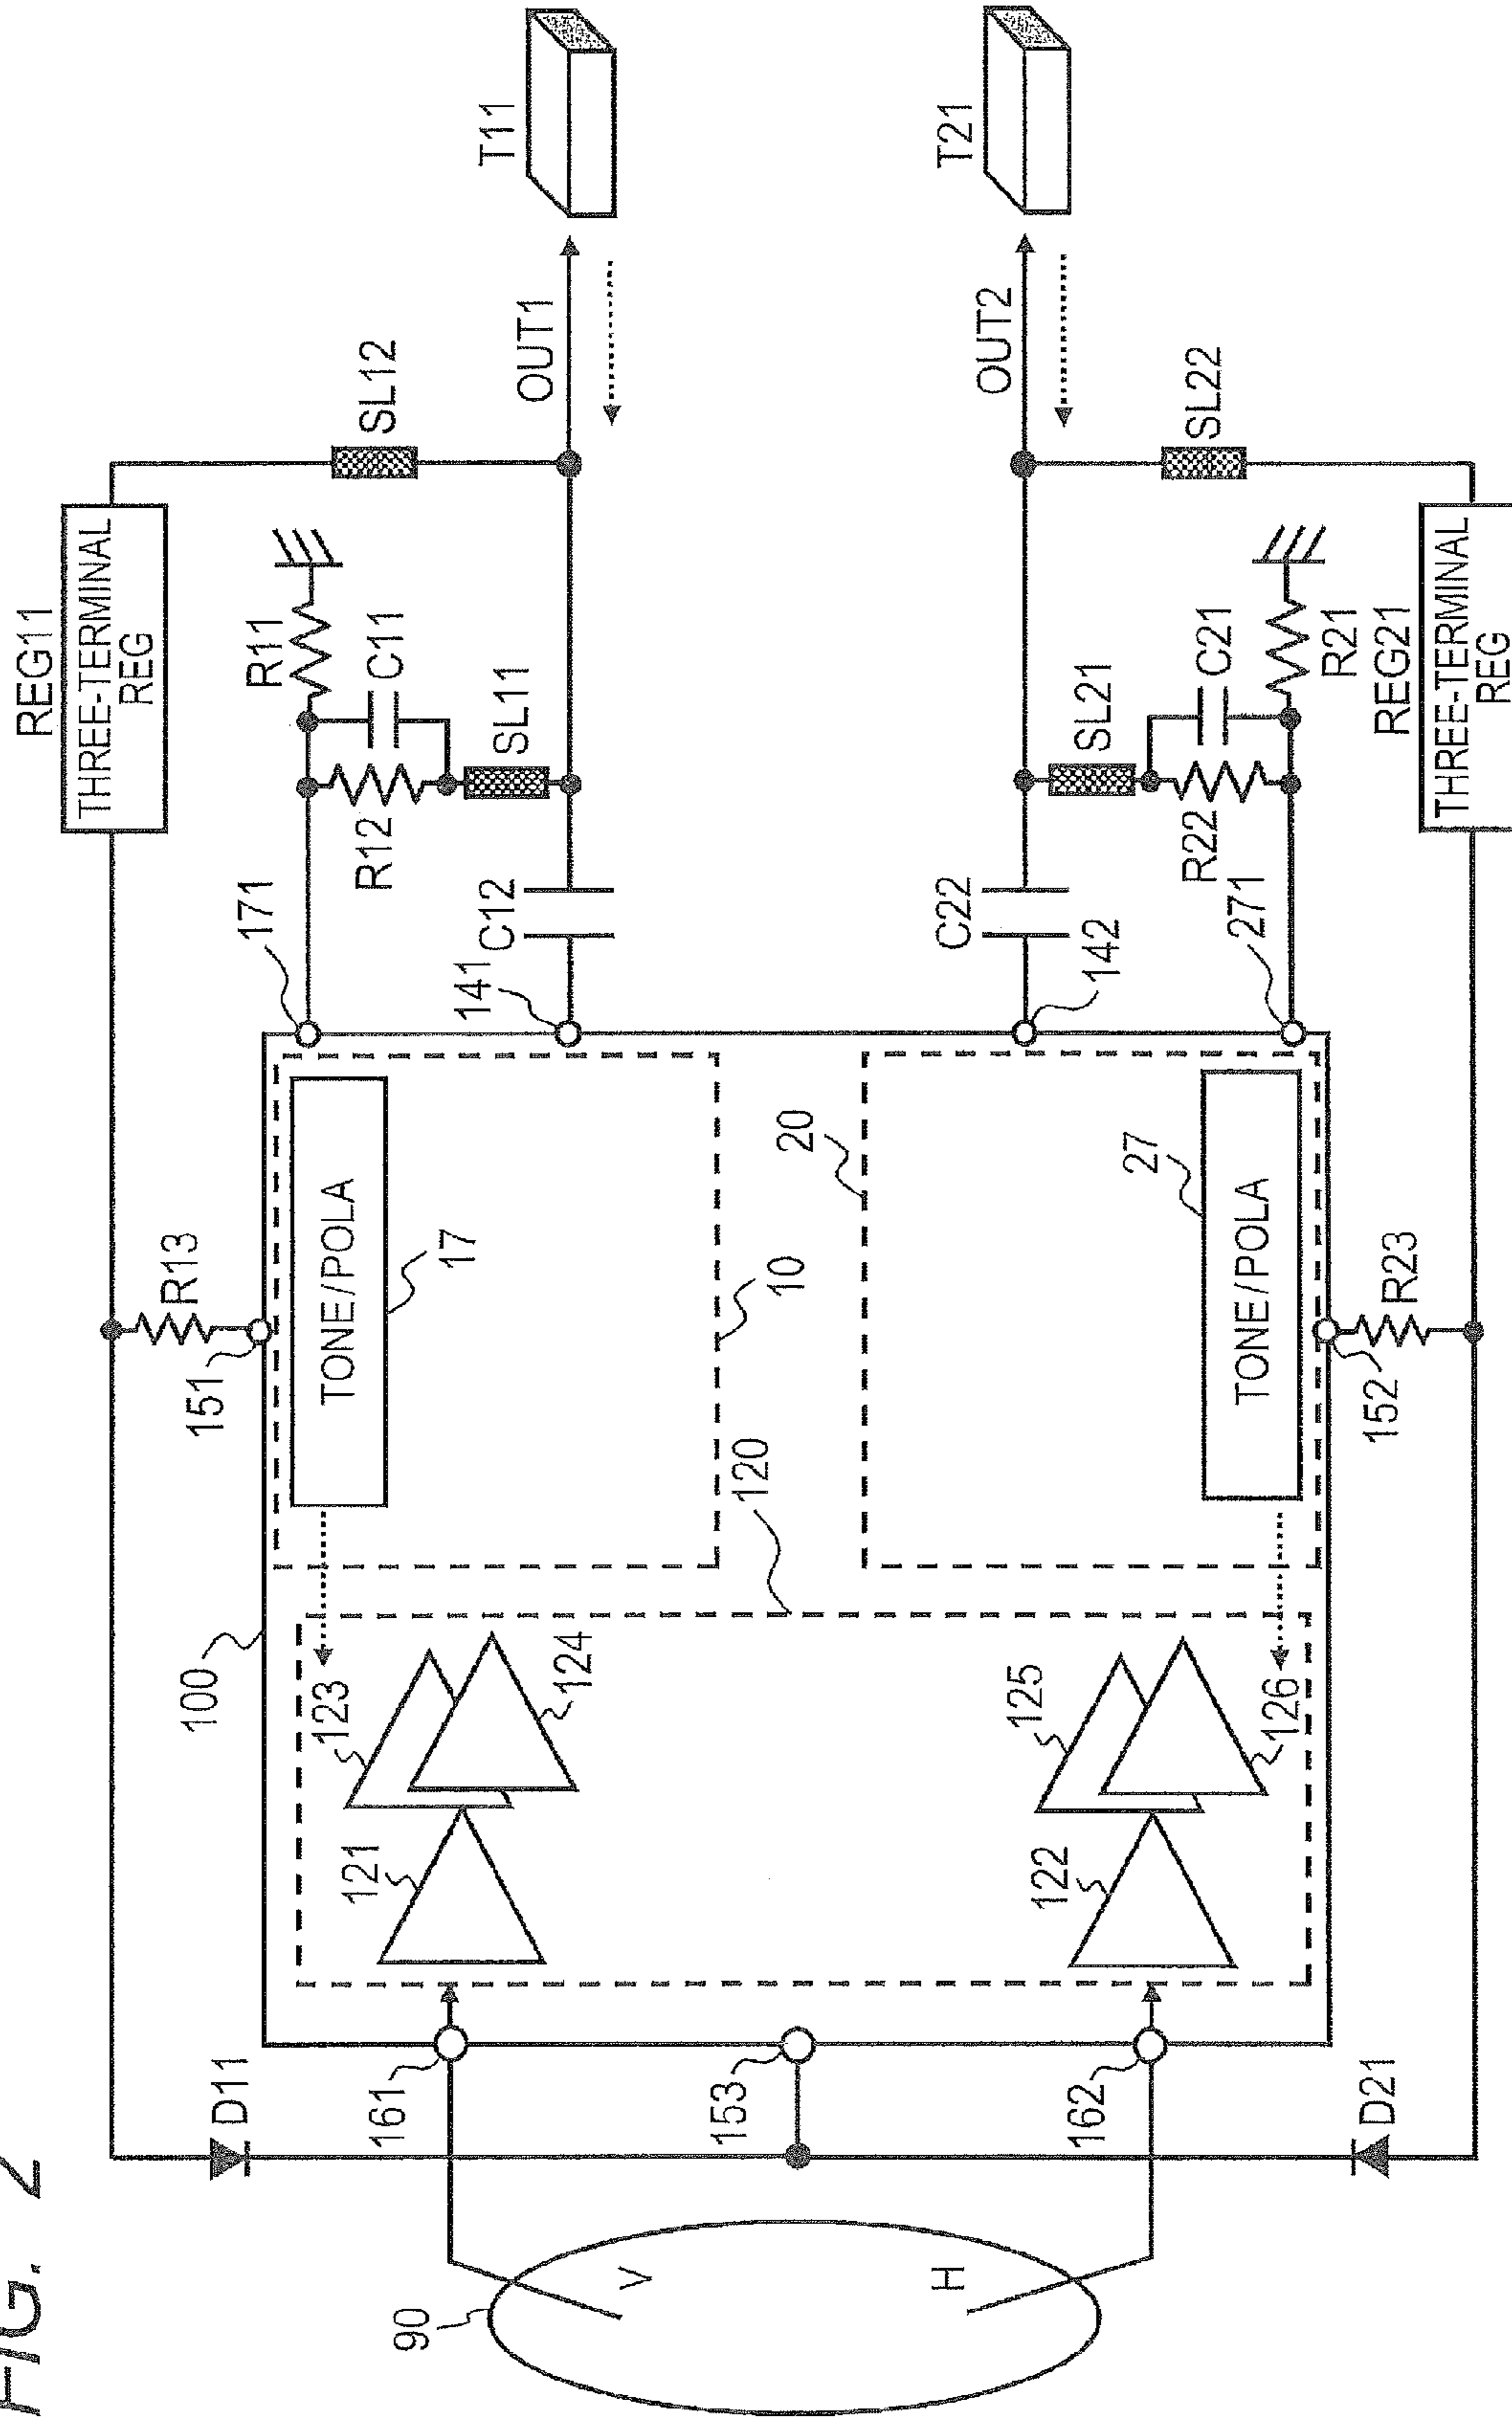 FIG. 2
REG11
THREE-TERMINAL
REG
R13
151
D11
100
TONE/POLA
17
171
R11
C11
R12
SL11
SL12
OUT1
T11
C12
141
10
123
124
121
161
120
90
V
H
153
20
C22
142
OUT2
T21
125
126
122
162
27
TONE/POLA
271
R22
SL21
C21
R21
SL22
REG21
THREE-TERMINAL
REG
152
R23
D21